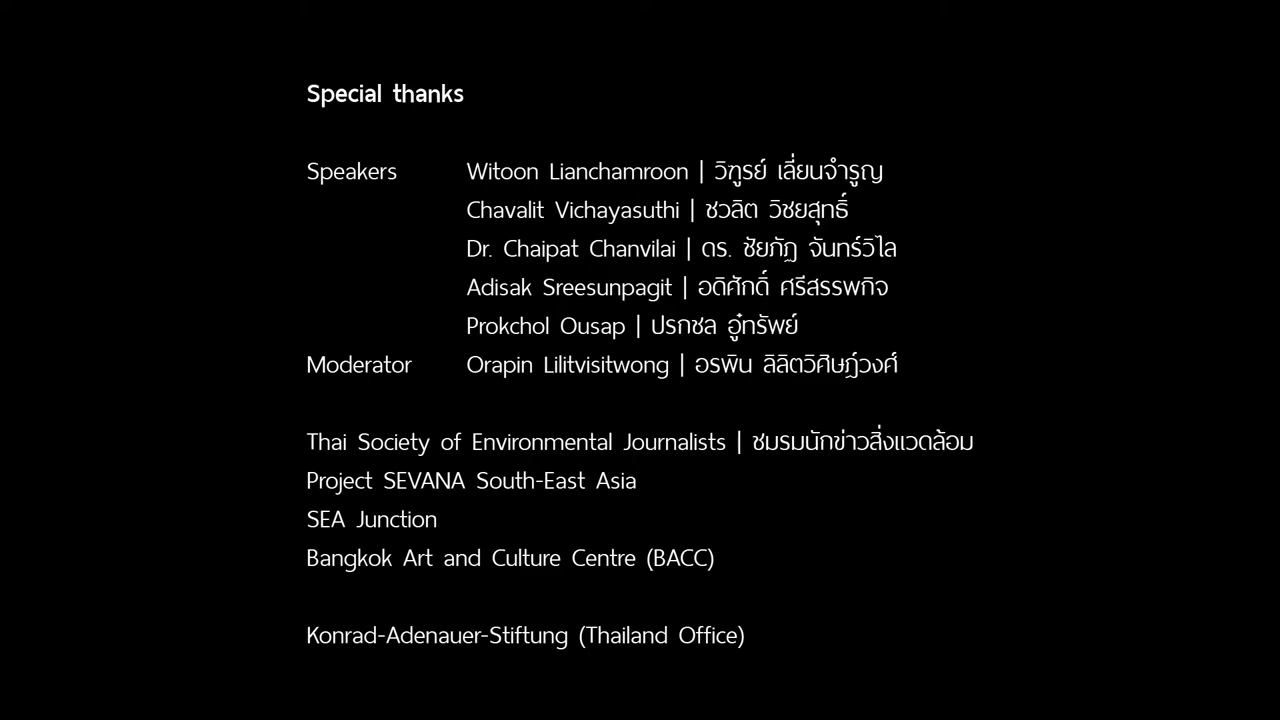 Special thanks
Speakers Witoon Lianchamroon | วิฑูรย์ เลี่ยนจำรูญ
Chavalit Vichayasuthi | ชวลิต วิชยสุทธิ์
Dr. Chaipat Chanvilai | ดร. ชัยภัฏ จันทร์วิไล
Adisak Sreesunpagit | อดิศักดิ์ ศรีสรรพกิจ
Prokchol Ousap | ปรกชล อู๋ทรัพย์
Moderator Orapin Lilitvisitwong | อรพิน ลิลิตวิศิษฏ์วงศ์
Thai Society of Environmental Journalists | ชมรมนักข่าวสิ่งแวดล้อม
Project SEVANA South-East Asia
SEA Junction
Bangkok Art and Culture Centre (BACC)
Konrad-Adenauer-Stiftung (Thailand Office)